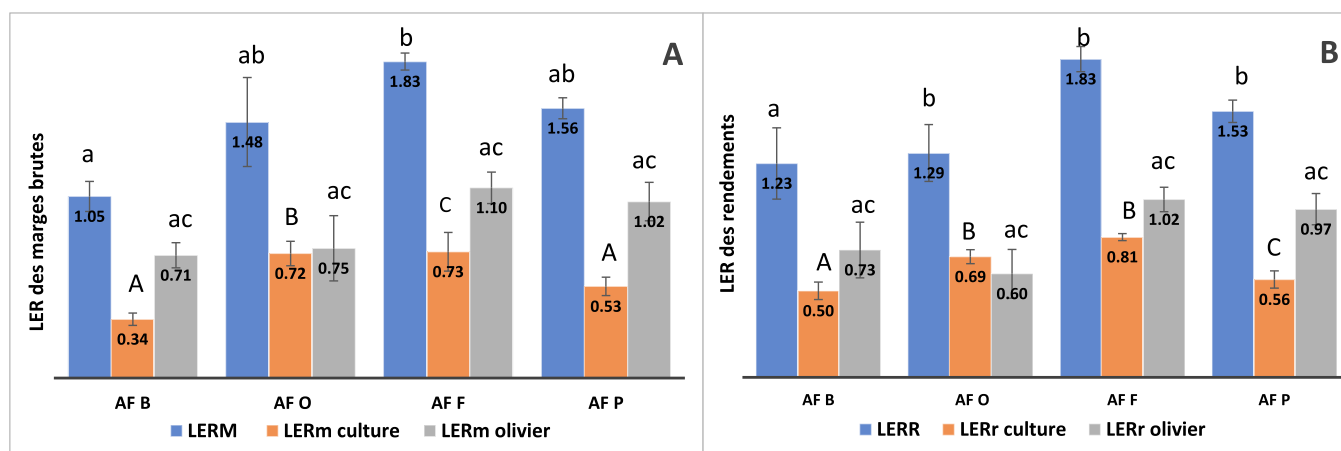 A
LER des marges brutes
a
1.05
A
0.34
ac
0.71
ab
1.48
B
0.72
ac
0.75
b
1.83
C
0.73
ac
1.10
ab
1.56
A
0.53
ac
1.02
AF B
AF O
AF F
AF P
LERM
LERm culture
LERm olivier
B
LER des rendements
a
1.23
A
0.50
ac
0.73
b
1.29
B
0.69
ac
0.60
b
1.83
B
0.81
ac
1.02
b
1.53
C
0.56
ac
0.97
AF B
AF O
AF F
AF P
LERR
LERr culture
LERr olivier